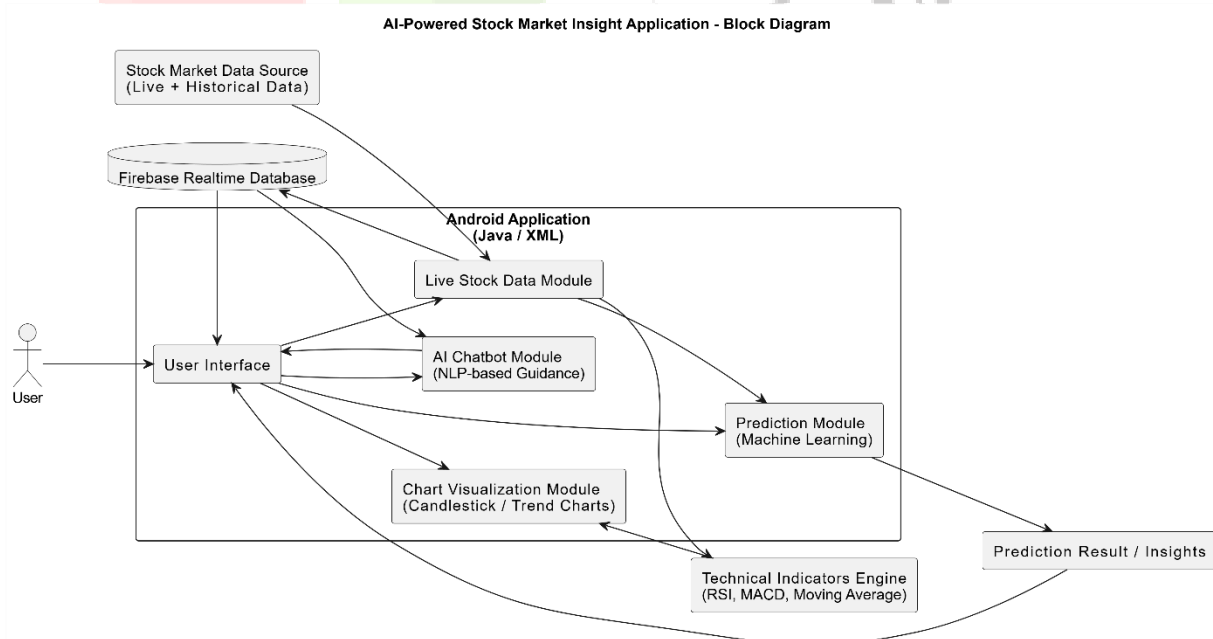 AI-Powered Stock Market Insight Application - Block Diagram
Stock Market Data Source
(Live + Historical Data)
Firebase Realtime Database
Android Application
(Java / XML)
Live Stock Data Module
User Interface
AI Chatbot Module
(NLP-based Guidance)
User
Prediction Module
(Machine Learning)
Chart Visualization Module
(Candlestick / Trend Charts)
Prediction Result / Insights
Technical Indicators Engine
(RSI, MACD, Moving Average)